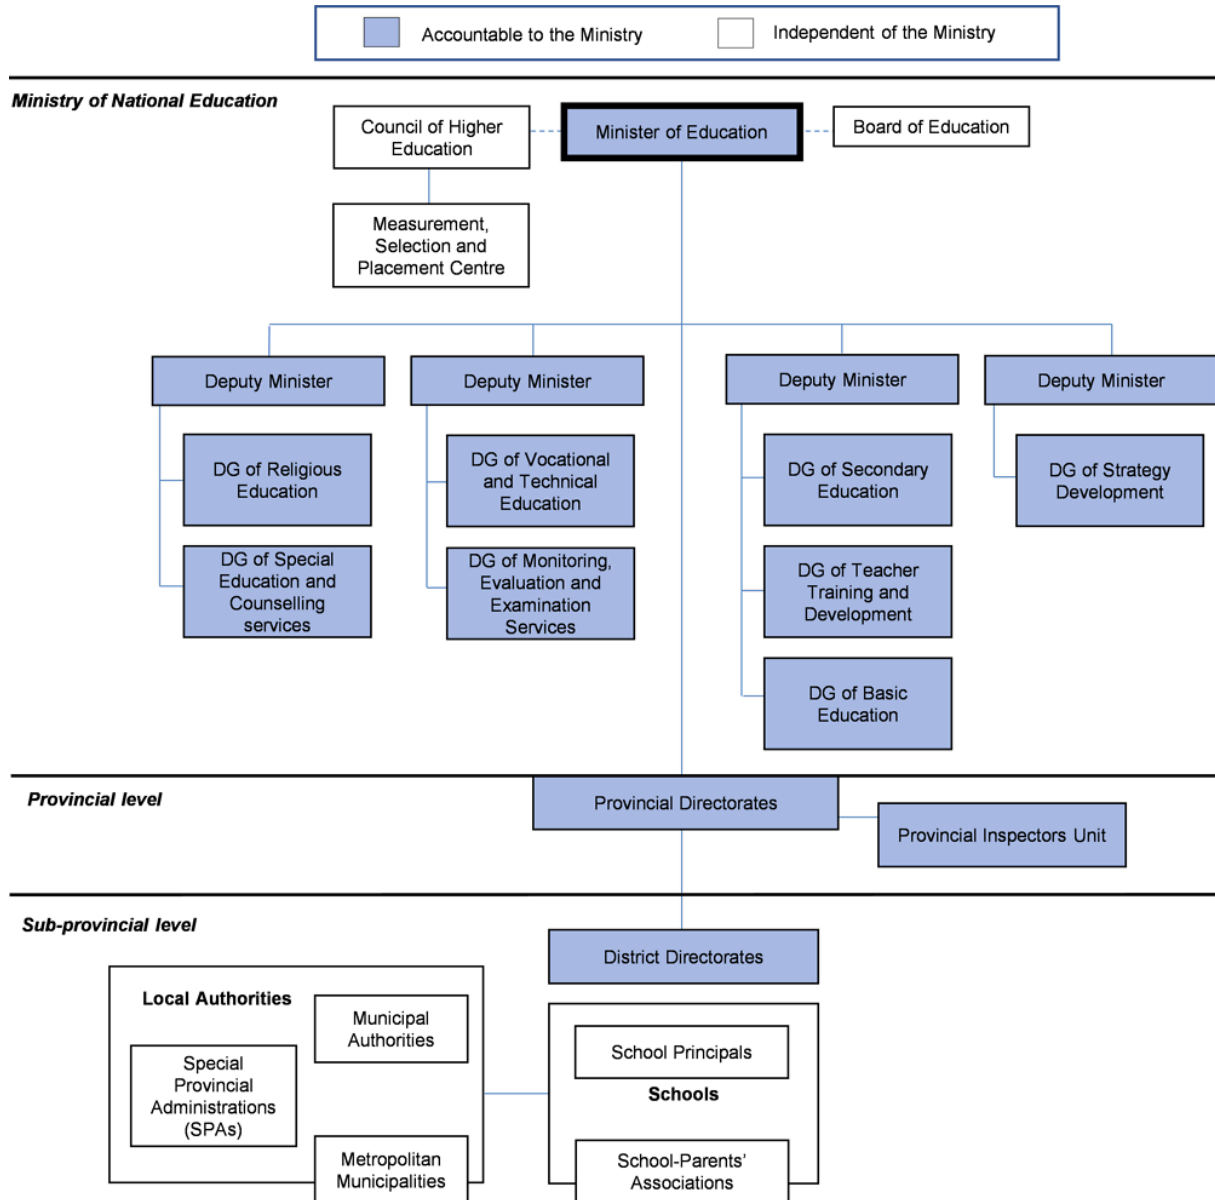 Accountable to the Ministry
Independent of the Ministry
Ministry of National Education
Council of Higher
Education
Minister of Education
Board of Education
Measurement,
Selection and
Placement Centre
Deputy Minister
Deputy Minister
Deputy Minister
Deputy Minister
DG of Religious
Education
DG of Vocational
and Technical
Education
DG of Secondary
Education
DG of Strategy
Development
DG of Special
Education and
Counselling
services
DG of Monitoring,
Evaluation and
Examination
Services
DG of Teacher
Training and
Development
DG of Basic
Education
Provincial level
Provincial Directorates
Provincial Inspectors Unit
Sub-provincial level
District Directorates
Local Authorities
Municipal
Authorities
Special
Provincial
Administrations
(SPAs)
Metropolitan
Municipalities
School Principals
Schools
School-Parents'
Associations